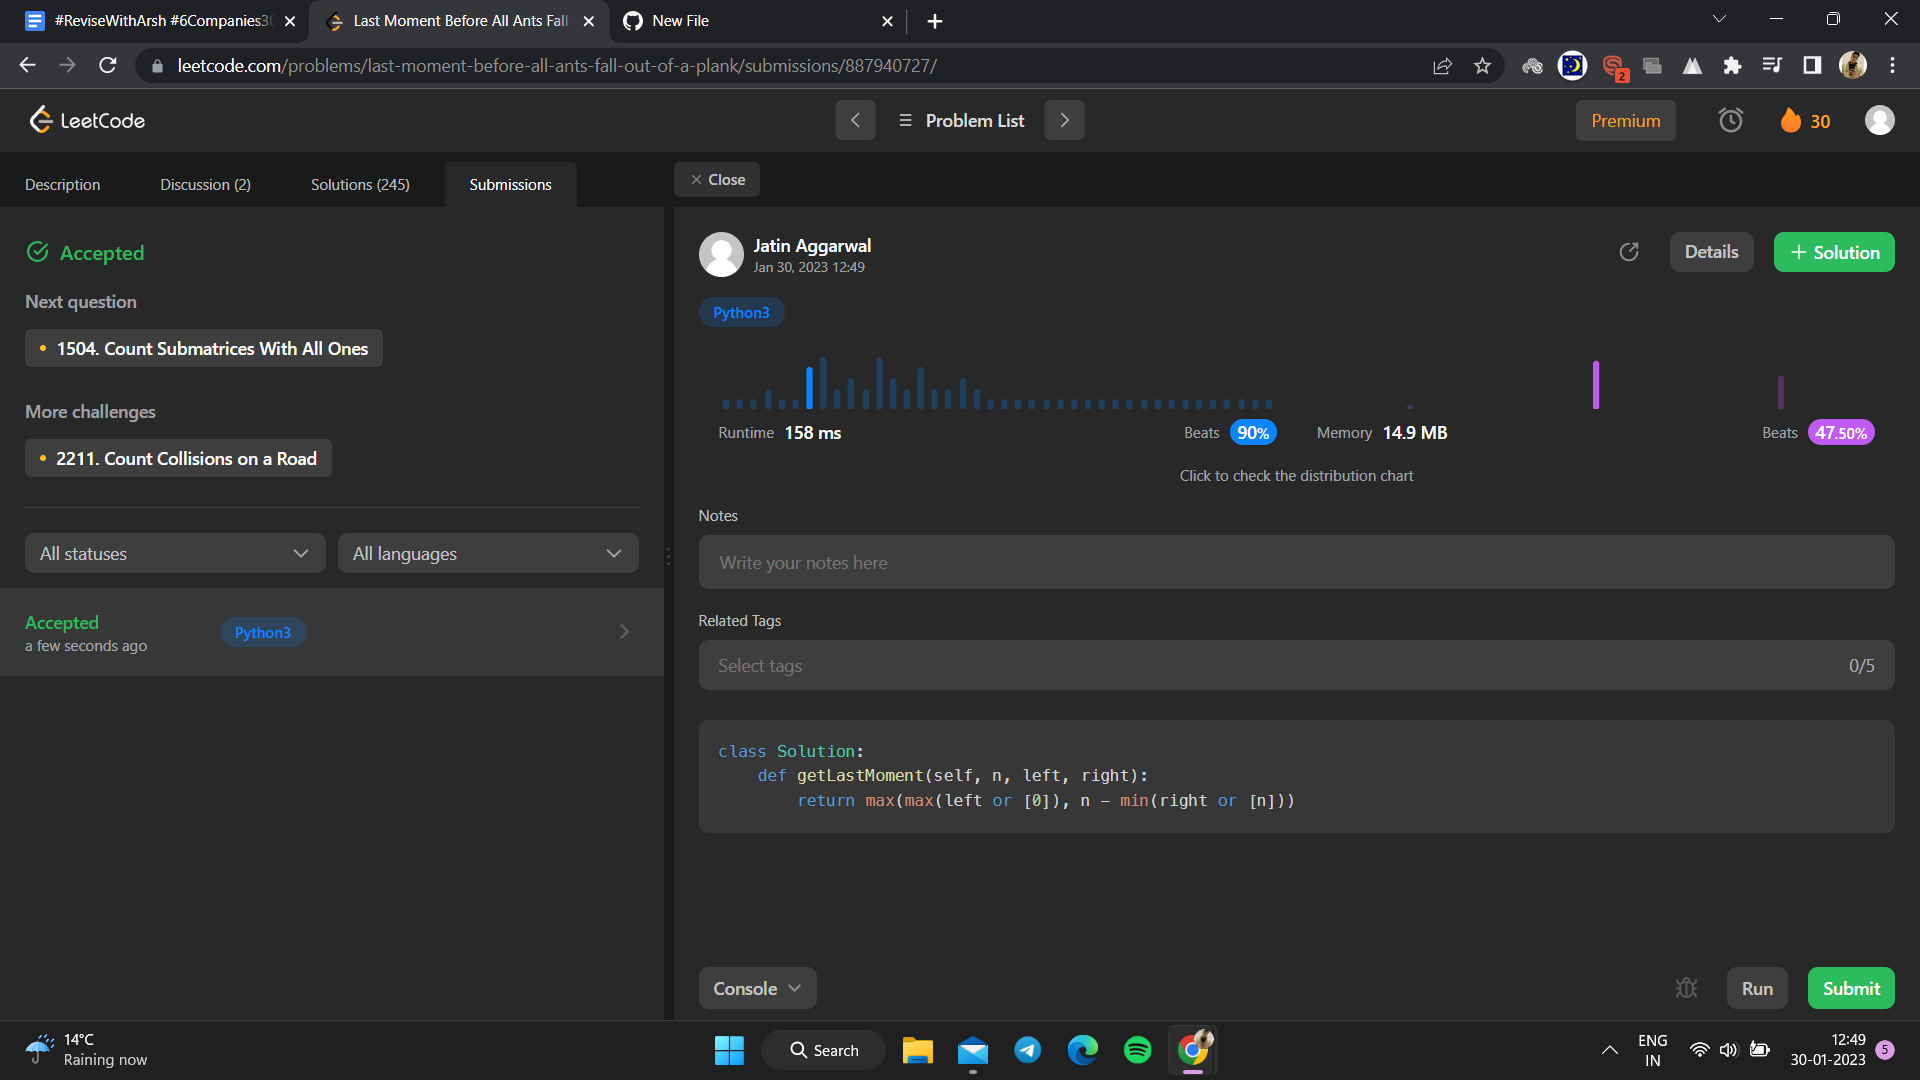 #ReviseWithArsh #6Companies30
Last Moment Before All Ants Fall
New File
leetcode.com/problems/last-moment-before-all-ants-fall-out-of-a-plank/submissions/887940727/
2
LeetCode
Problem List
Premium
30
Description
Discussion (2)
Solutions (245)
Submissions
Close
Accepted
Next question
1504. Count Submatrices With All Ones
More challenges
2211. Count Collisions on a Road
All statuses
All languages
Accepted
a few seconds ago
Python3
Jatin Aggarwal
Jan 30, 2023 12:49
Details
+ Solution
Python3
Runtime 158 ms
Beats 90%
Memory 14.9 MB
Beats 47.50%
Click to check the distribution chart
Notes
Write your notes here
Related Tags
Select tags
0/5
class Solution:
    def getLastMoment(self, n, left, right):
        return max(max(left or [0]), n - min(right or [n]))
Console
Run
Submit
14°C
Raining now
Search
ENG
IN
12:49
30-01-2023
5